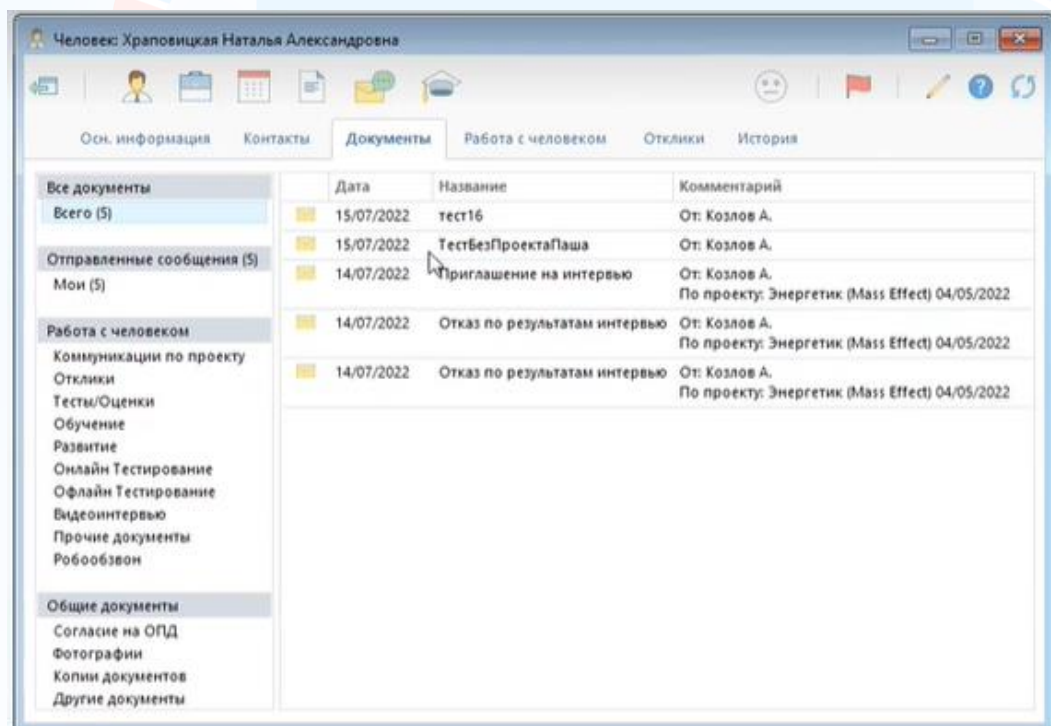 Человек: Храповицкая Наталья Александровна
Осн. информация Контакты Документы Работа с человеком Отклики История
Все документы
Всего (5)
Отправленные сообщения (5)
Мои (5)
Работа с человеком
Коммуникации по проекту
Отклики
Тесты/Оценки
Обучение
Развитие
Онлайн Тестирование
Офлайн Тестирование
Видеоинтервью
Прочие документы
Робообзвон
Общие документы
Согласие на ОПД
Фотографии
Копии документов
Другие документы
Дата Название Комментарий
15/07/2022 тест16 От: Козлов А.
15/07/2022 ТестБезПроектаПаша От: Козлов А.
14/07/2022 Приглашение на интервью От: Козлов А.
По проекту: Энергетик (Mass Effect) 04/05/2022
14/07/2022 Отказ по результатам интервью От: Козлов А.
По проекту: Энергетик (Mass Effect) 04/05/2022
14/07/2022 Отказ по результатам интервью От: Козлов А.
По проекту: Энергетик (Mass Effect) 04/05/2022